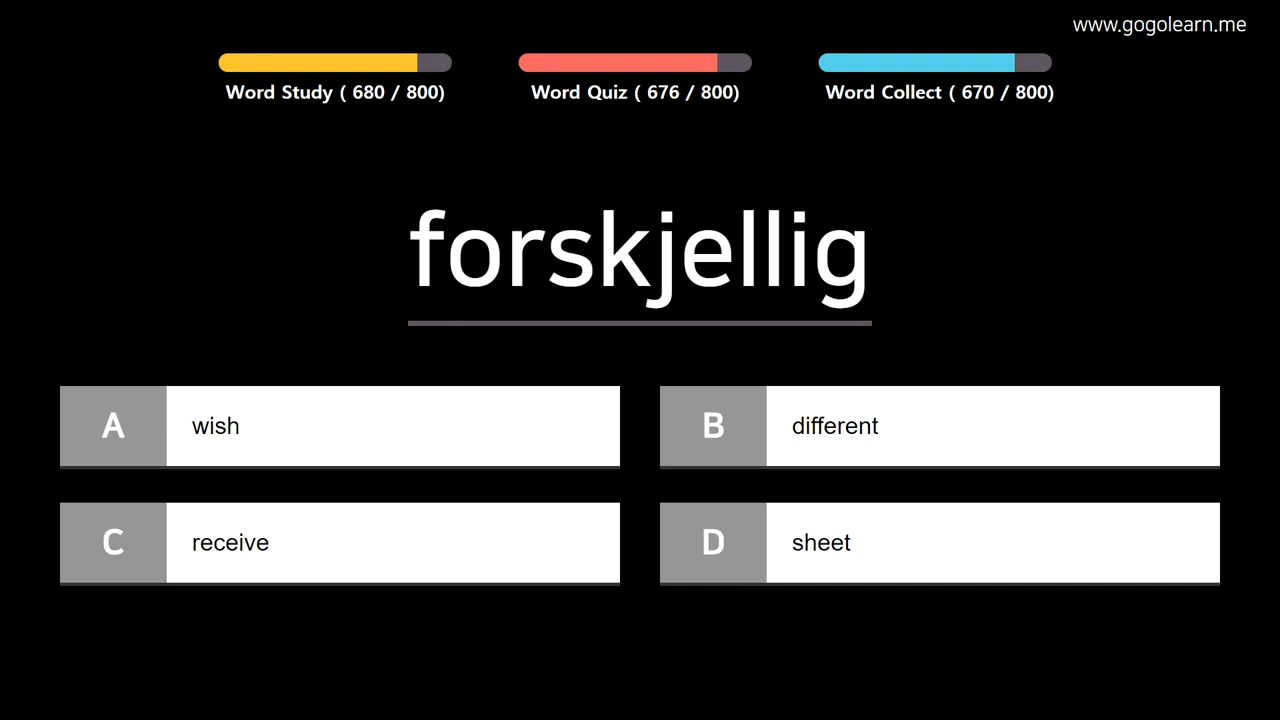 www.gogolearn.me
Word Study ( 680 / 800)
Word Quiz ( 676 / 800)
Word Collect ( 670 / 800)
forskjellig
A wish
B different
C receive
D sheet